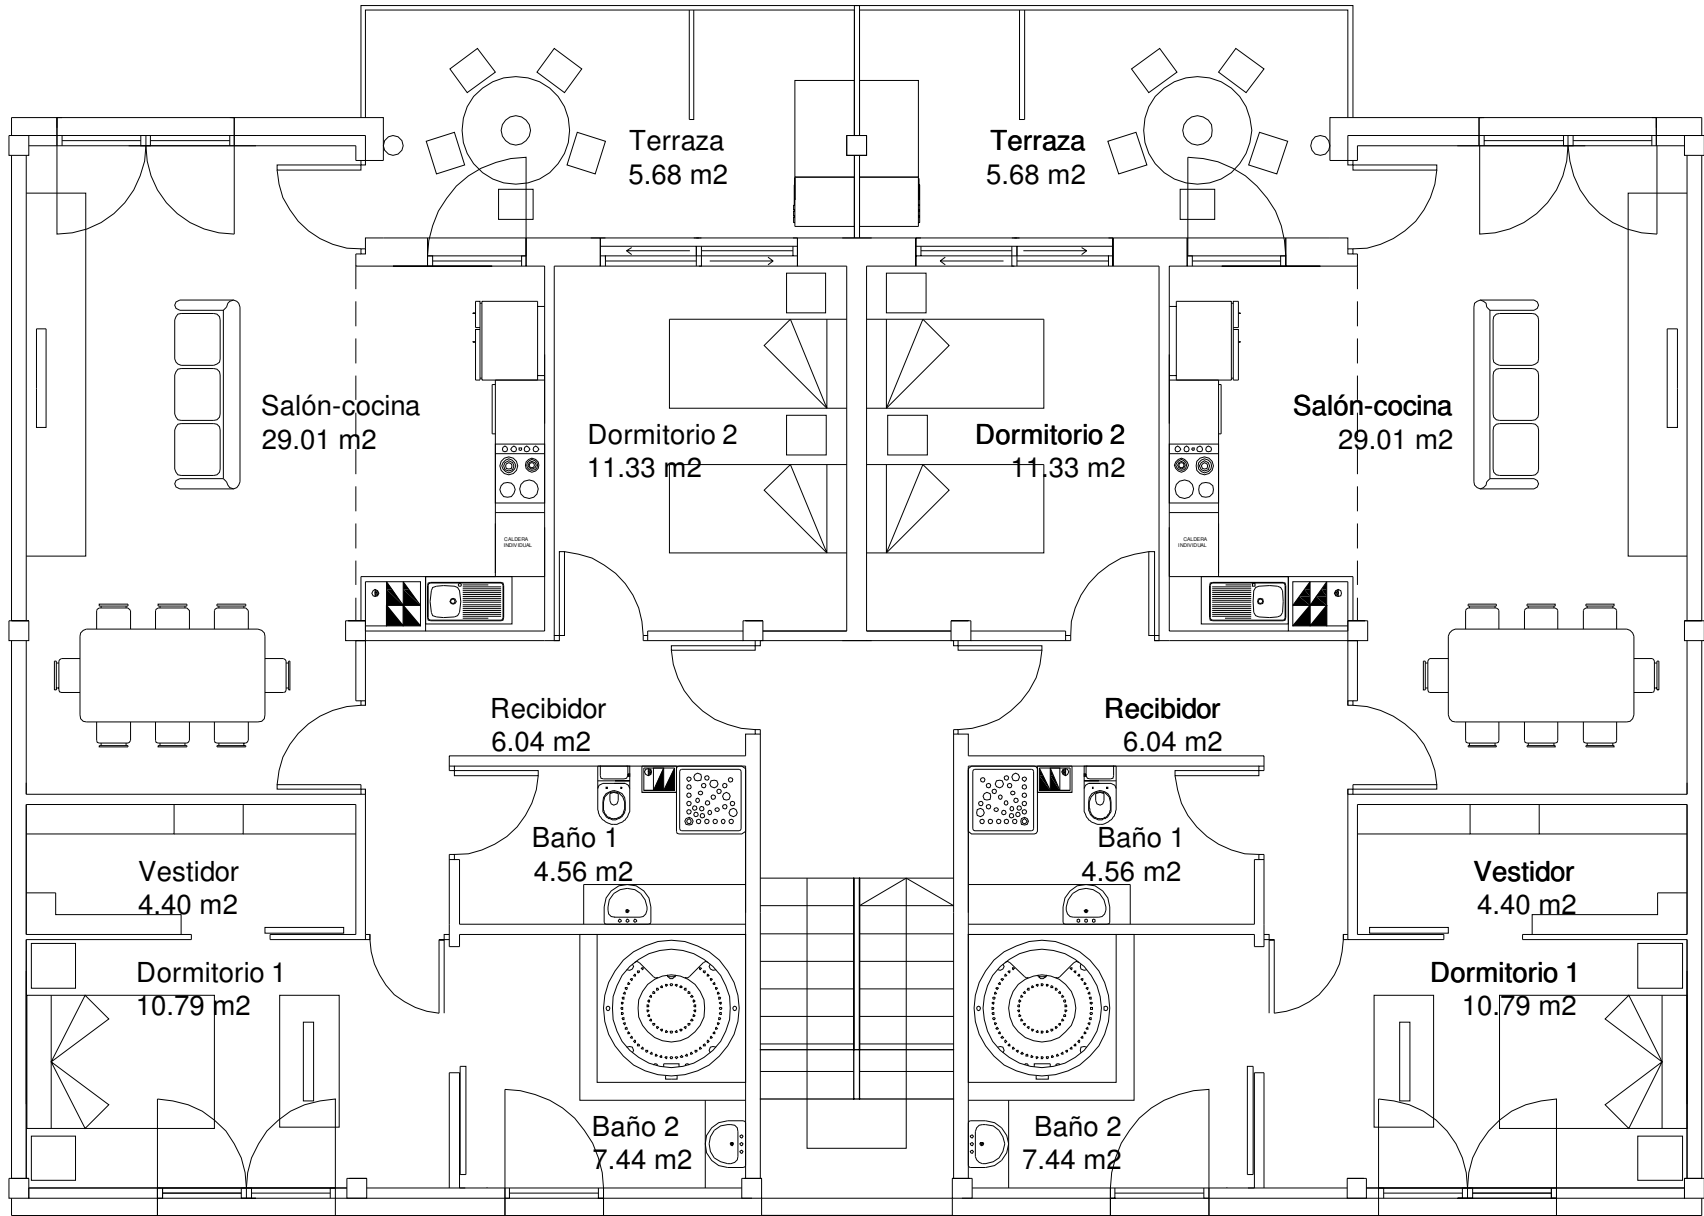 Terraza
5.68 m2
Terraza
5.68 m2
Salón-cocina
29.01 m2
Dormitorio 2
11.33 m2
Dormitorio 2
11.33 m2
Salón-cocina
29.01 m2
CALDERA
INDIVIDUAL
CALDERA
INDIVIDUAL
Recibidor
6.04 m2
Recibidor
6.04 m2
Baño 1
4.56 m2
Baño 1
4.56 m2
Vestidor
4.40 m2
Vestidor
4.40 m2
Dormitorio 1
10.79 m2
Dormitorio 1
10.79 m2
Baño 2
7.44 m2
Baño 2
7.44 m2